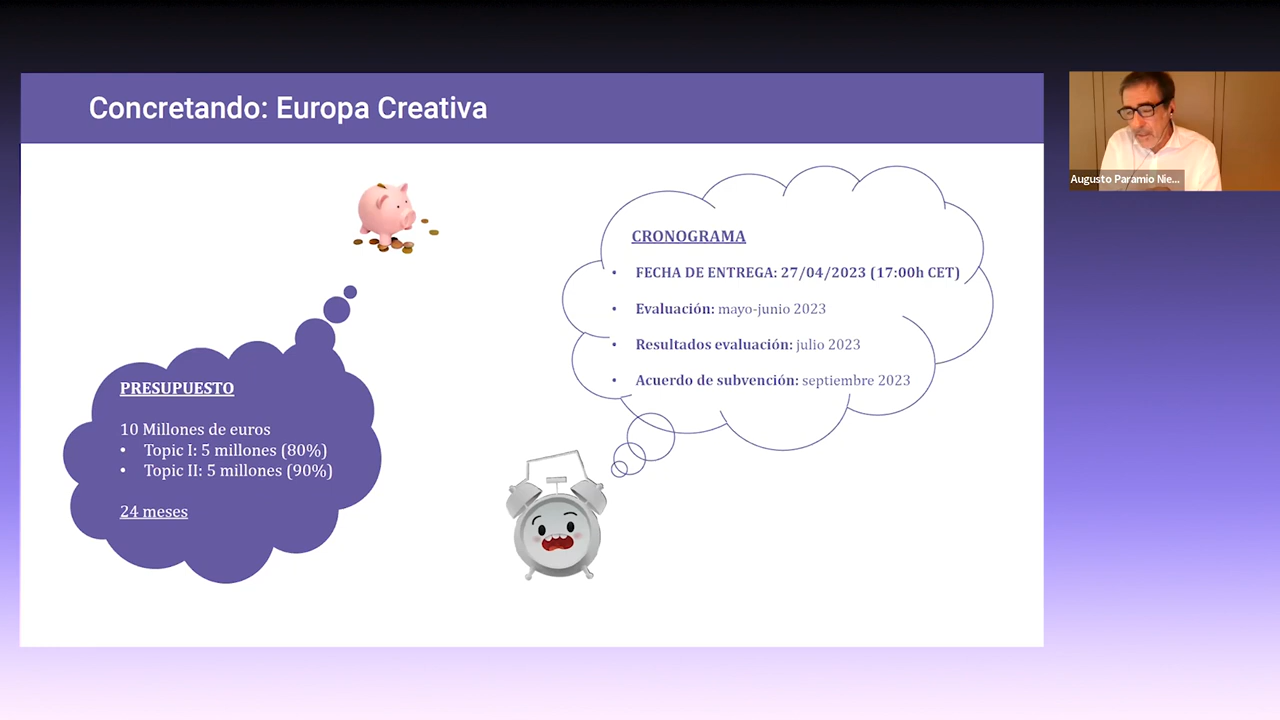 Concretando: Europa Creativa
PRESUPUESTO
10 Millones de euros
• Topic I: 5 millones (80%)
• Topic II: 5 millones (90%)
24 meses
CRONOGRAMA
• FECHA DE ENTREGA: 27/04/2023 (17:00h CET)
• Evaluación: mayo-junio 2023
• Resultados evaluación: julio 2023
• Acuerdo de subvención: septiembre 2023
Augusto Paramio Nie...